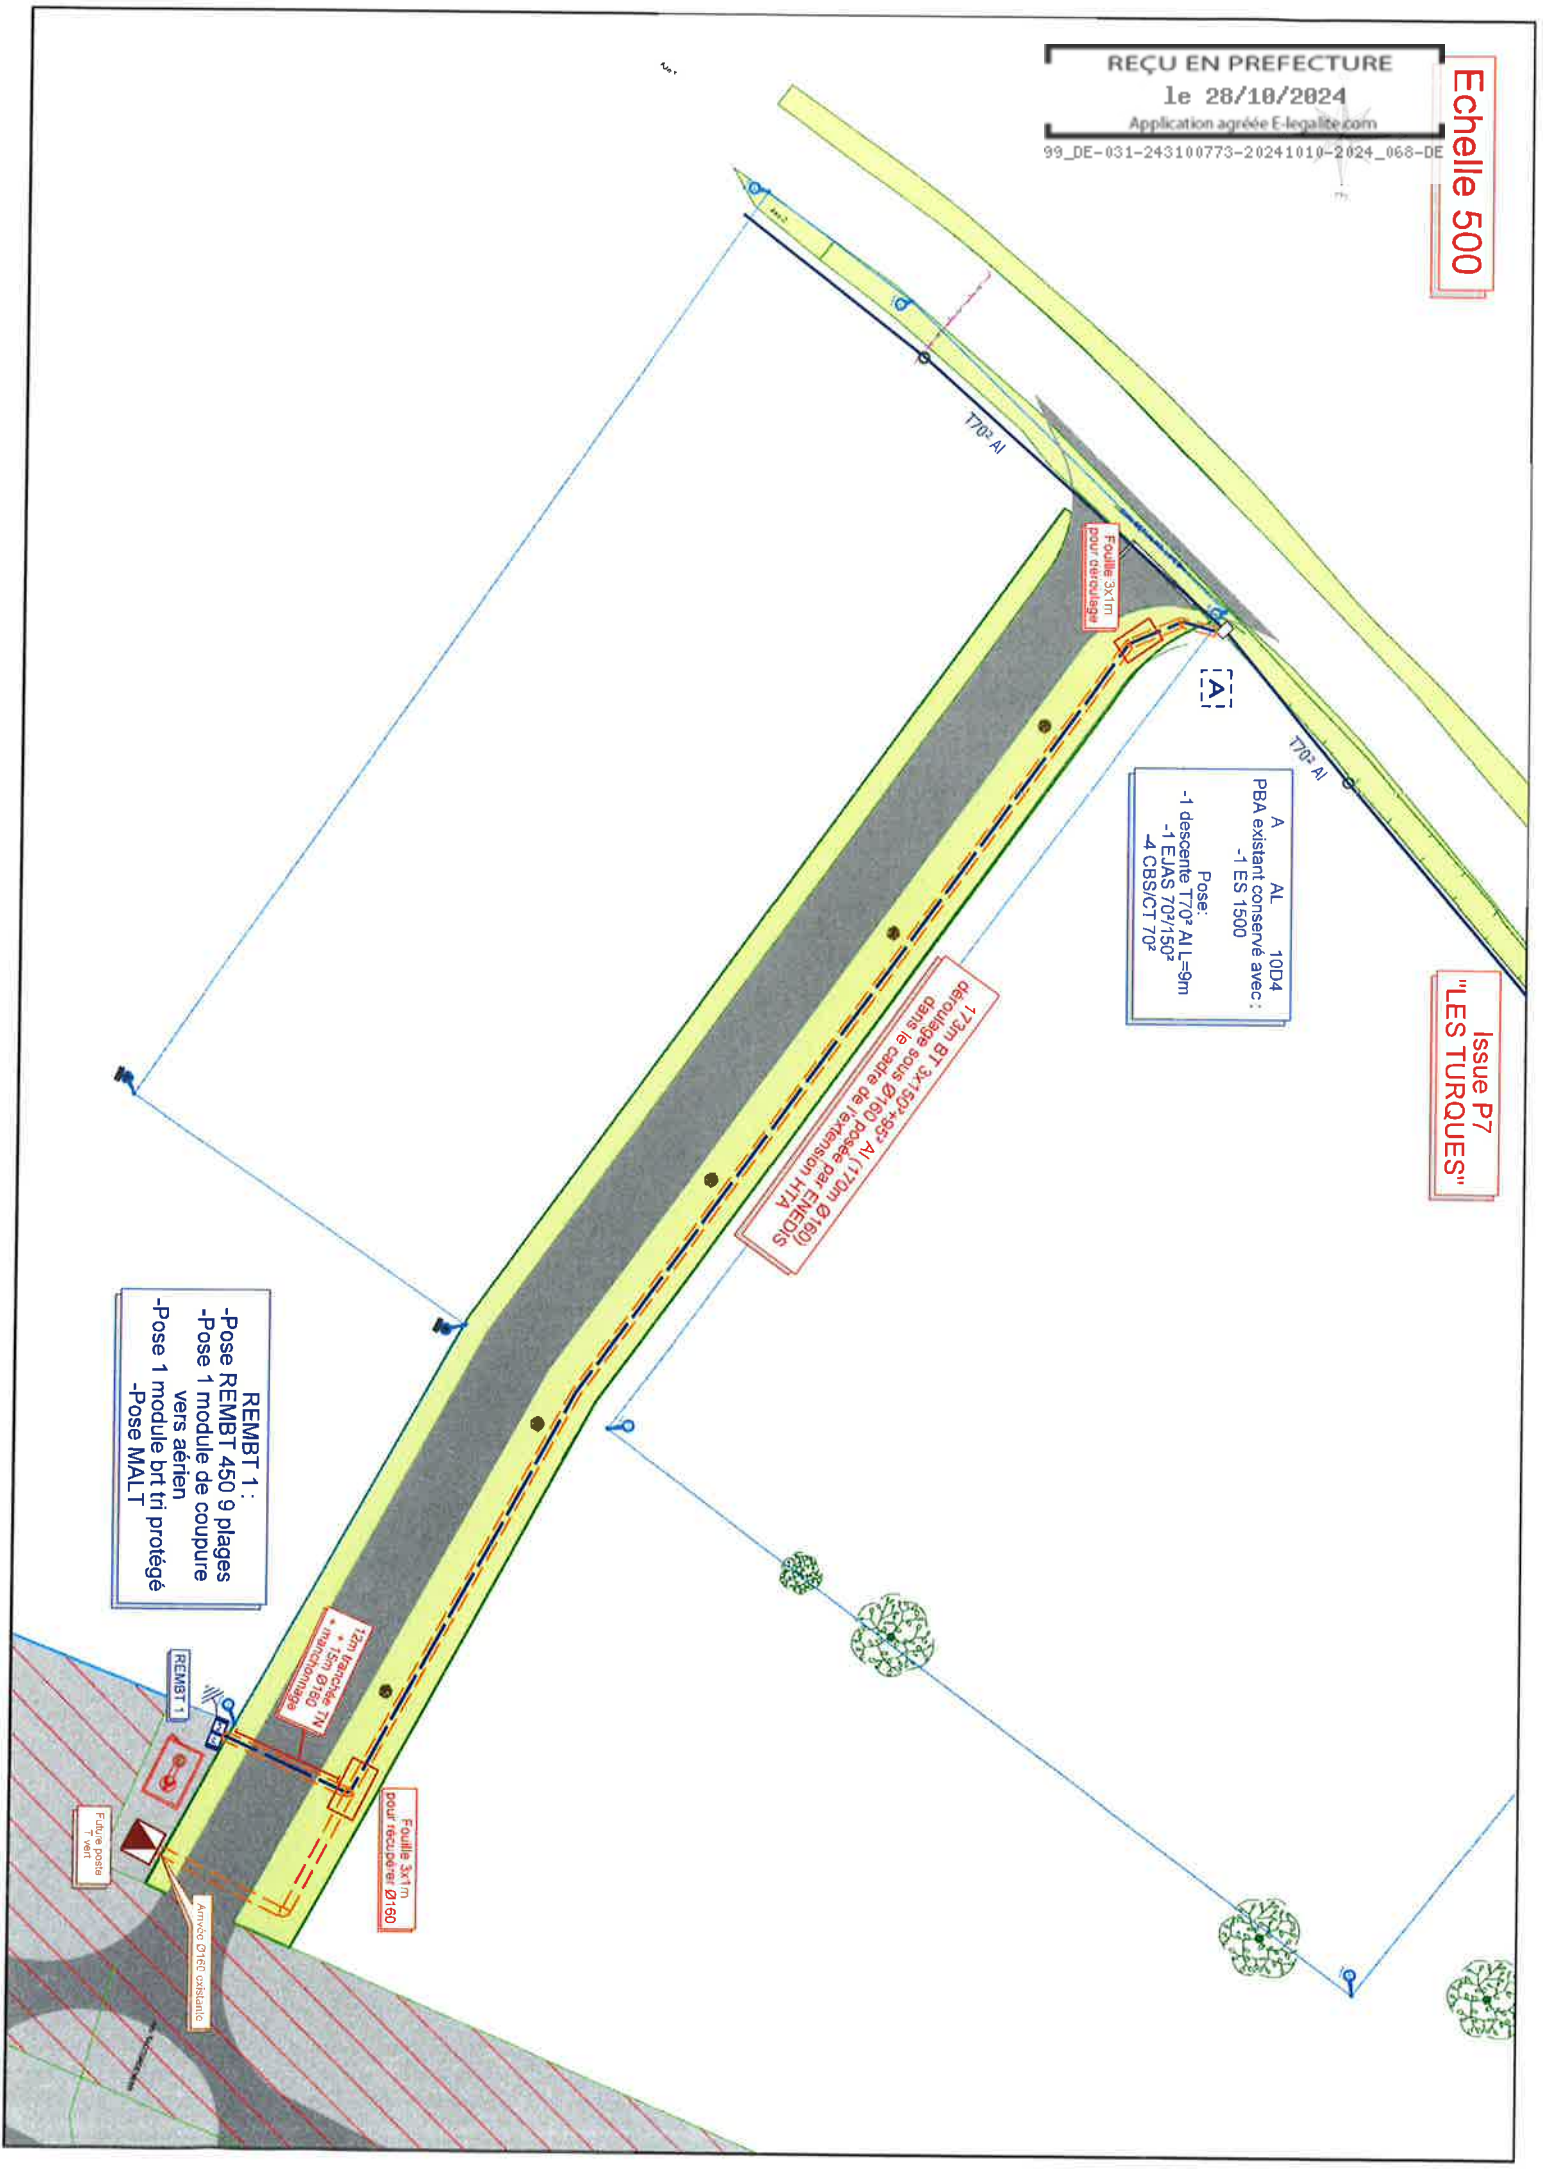 REÇU EN PREFECTURE
le 28/10/2024
Application agréée E-legalite.com
99_DE-031-243100773-20241010-2024_068-DE
Echelle 500
Issue P7
"LES TURQUES"
T70² Al
Fouille 3x1m
pour déroulage
A
T70² Al
A AL 10D4
PBA existant conservé avec :
-1 ES 1500
Pose:
-1 descente T70² Al L=9m
-1 EJAS 70²/150²
-4 CBS/CT 70²
173m BT 3x150²+95² Al (170m Ø160)
déroulage sous Ø160 posée par ENEDIS
dans le cadre de l'extension HTA
REMBT 1 :
-Pose REMBT 450 9 plages
-Pose 1 module de coupure
vers aérien
-Pose 1 module brt tri protégé
-Pose MALT
12m tranchée TN
+ 15m Ø160
+ manchonnage
REMBT 1
Fouille 3x1m
pour récupérer Ø160
Future poste
T vert
Arrivée Ø160 existante